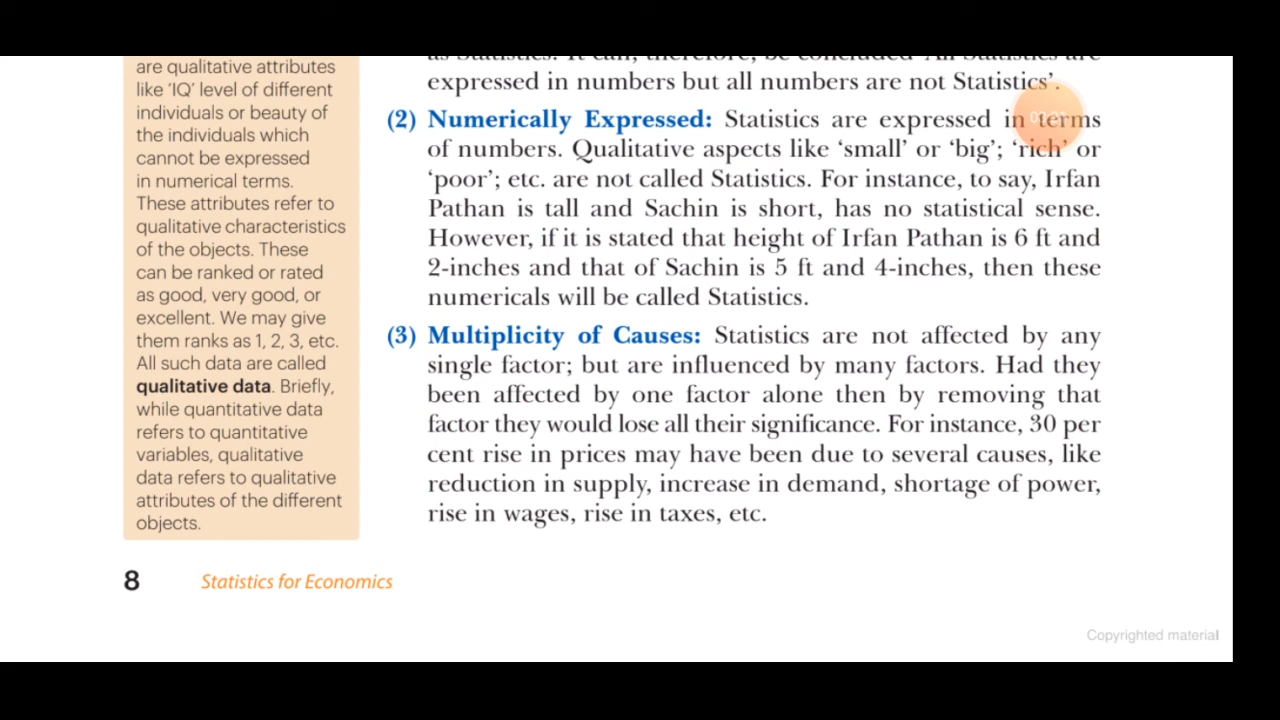 are qualitative attributes
like ‘IQ’ level of different
individuals or beauty of
the individuals which
cannot be expressed
in numerical terms.
These attributes refer to
qualitative characteristics
of the objects. These
can be ranked or rated
as good, very good, or
excellent. We may give
them ranks as 1, 2, 3, etc.
All such data are called
qualitative data. Briefly,
while quantitative data
refers to quantitative
variables, qualitative
data refers to qualitative
attributes of the different
objects.
as Statistics. It can, therefore, be concluded ‘All Statistics are
expressed in numbers but all numbers are not Statistics’.
(2) Numerically Expressed: Statistics are expressed in terms
of numbers. Qualitative aspects like ‘small’ or ‘big’; ‘rich’ or
‘poor’; etc. are not called Statistics. For instance, to say, Irfan
Pathan is tall and Sachin is short, has no statistical sense.
However, if it is stated that height of Irfan Pathan is 6 ft and
2-inches and that of Sachin is 5 ft and 4-inches, then these
numericals will be called Statistics.
(3) Multiplicity of Causes: Statistics are not affected by any
single factor; but are influenced by many factors. Had they
been affected by one factor alone then by removing that
factor they would lose all their significance. For instance, 30 per
cent rise in prices may have been due to several causes, like
reduction in supply, increase in demand, shortage of power,
rise in wages, rise in taxes, etc.
8 Statistics for Economics
Copyrighted material